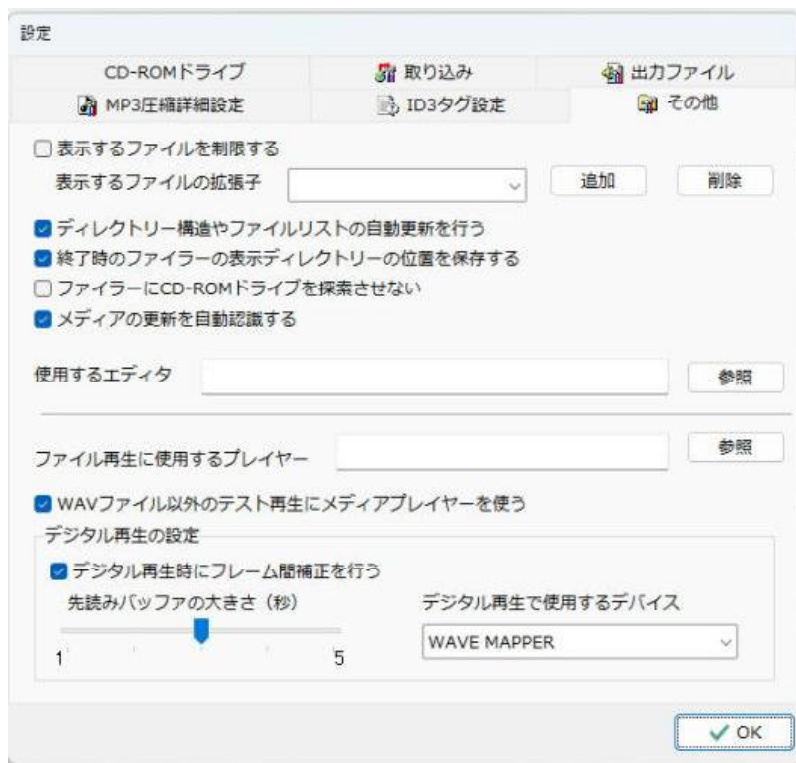 設定
CD-ROMドライブ 取り込み 出力ファイル
MP3圧縮詳細設定 ID3タグ設定 その他
表示するファイルを制限する
表示するファイルの拡張子 追加 削除
ディレクトリー構造やファイルリストの自動更新を行う
終了時のファイラーの表示ディレクトリーの位置を保存する
ファイラーにCD-ROMドライブを探索させない
メディアの更新を自動認識する
使用するエディタ 参照
ファイル再生に使用するプレイヤー 参照
WAVファイル以外のテスト再生にメディアプレイヤーを使う
デジタル再生の設定
デジタル再生時にフレーム間補正を行う
先読みバッファの大きさ（秒） デジタル再生で使用するデバイス
WAVE MAPPER
1 5
OK